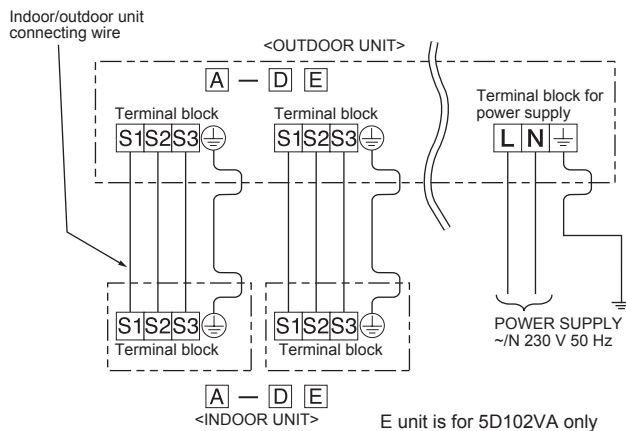 Indoor/outdoor unit
connecting wire
<OUTDOOR UNIT>
A — D E
Terminal block
S1 S2 S3
Terminal block
S1 S2 S3
Terminal block for
power supply
L N
S1 S2 S3
Terminal block
S1 S2 S3
Terminal block
POWER SUPPLY
~/N 230 V 50 Hz
A — D E
<INDOOR UNIT>
E unit is for 5D102VA only